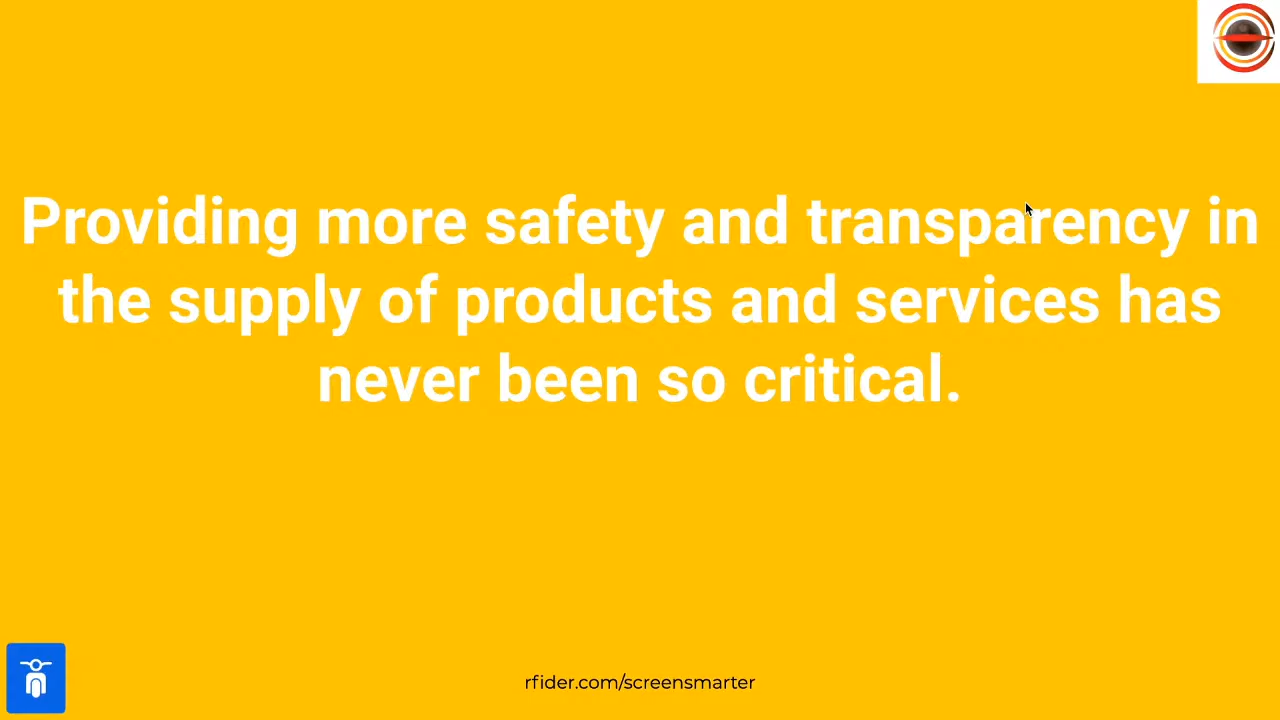 Providing more safety and transparency in
the supply of products and services has
never been so critical.
rfider.com/screensmarter